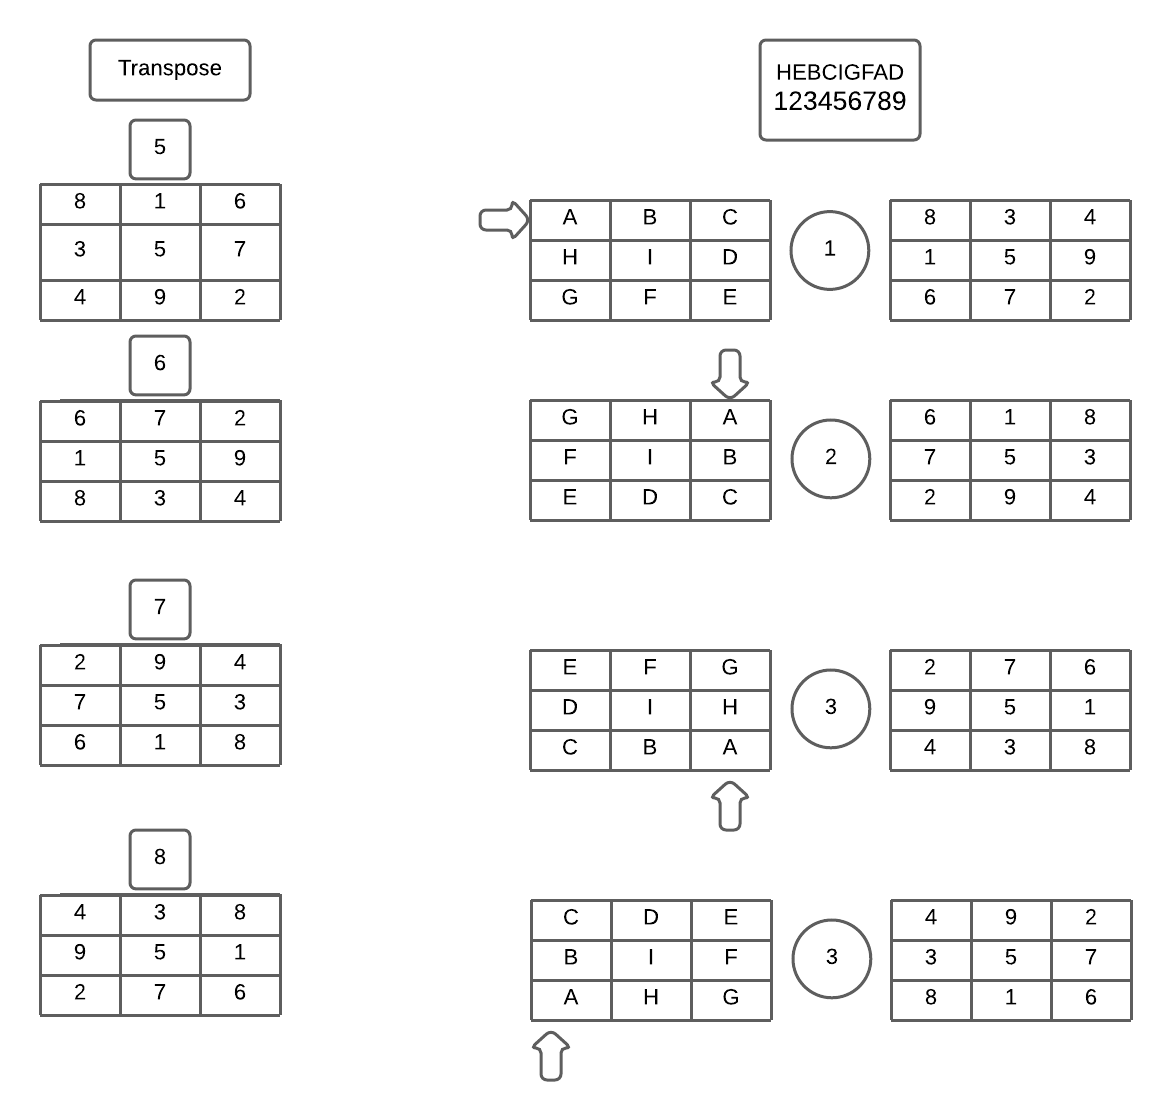 Transpose
HEBCIGFAD
123456789
5
8 1 6
3 5 7
4 9 2
6
6 7 2
1 5 9
8 3 4
7
2 9 4
7 5 3
6 1 8
8
4 3 8
9 5 1
2 7 6
A B C
H I D
G F E
1
8 3 4
1 5 9
6 7 2
G H A
F I B
E D C
2
6 1 8
7 5 3
2 9 4
E F G
D I H
C B A
3
2 7 6
9 5 1
4 3 8
C D E
B I F
A H G
3
4 9 2
3 5 7
8 1 6